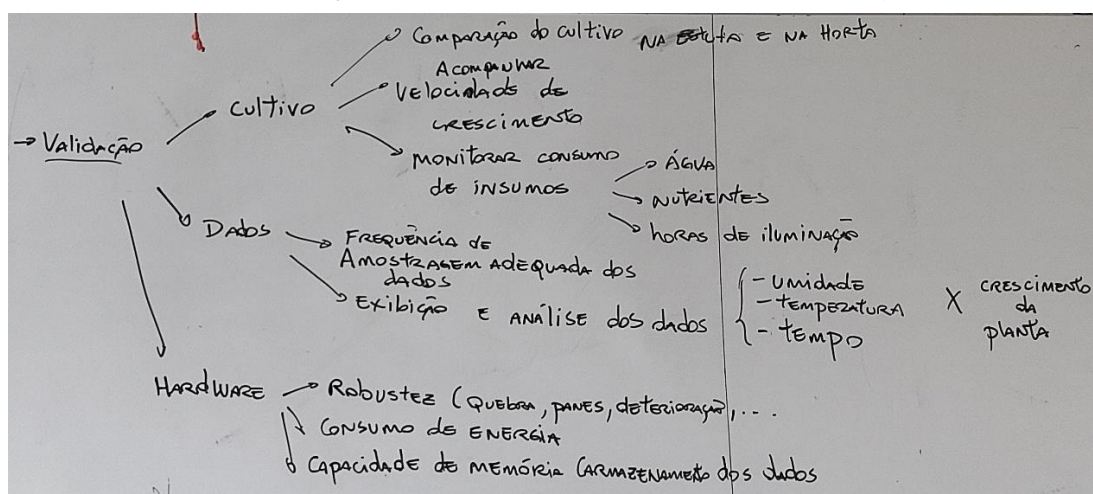 Comparação do cultivo NA ESTUFA E NA HORTA
Acompanhar
Velocidade de
crescimento
cultivo
→ Validação
Monitorar consumo
de insumos
Água
Nutrientes
horas de iluminação
Dados
Frequência de
Amostragem adequada dos
dados
Exibição e análise dos dados
- Umidade
- temperatura
- tempo
X
crescimento
da
planta
Hardware
Robustez (quebra, panes, deterioração, ...
Consumo de energia
Capacidade de memória (armazenamento dos dados